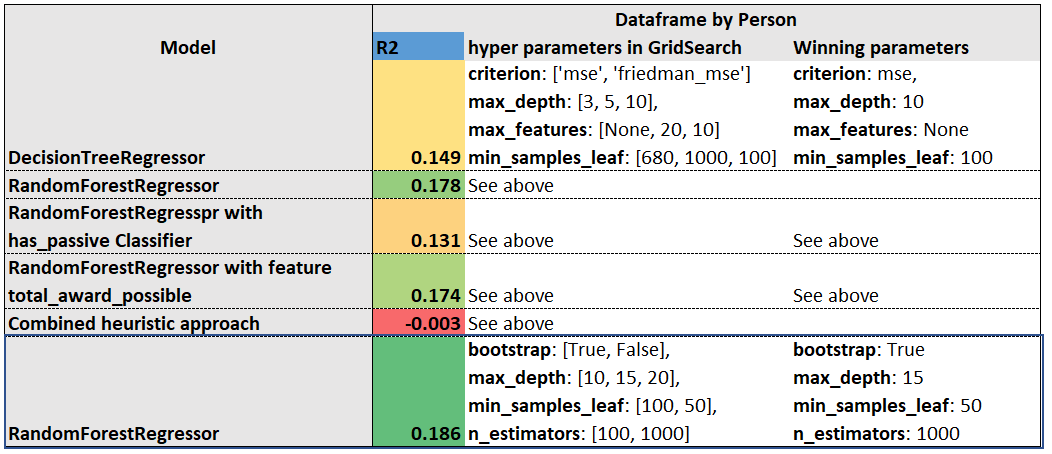 Dataframe by Person
Model R2 hyper parameters in GridSearch Winning parameters
criterion: ['mse', 'friedman_mse'] criterion: mse,
max_depth: [3, 5, 10], max_depth: 10
max_features: [None, 20, 10] max_features: None
DecisionTreeRegressor 0.149 min_samples_leaf: [680, 1000, 100] min_samples_leaf: 100
RandomForestRegressor 0.178 See above
RandomForestRegresspr with
has_passive Classifier 0.131 See above See above
RandomForestRegressor with feature
total_award_possible 0.174 See above See above
Combined heuristic approach -0.003 See above
bootstrap: [True, False], bootstrap: True
max_depth: [10, 15, 20], max_depth: 15
min_samples_leaf: [100, 50], min_samples_leaf: 50
RandomForestRegressor 0.186 n_estimators: [100, 1000] n_estimators: 1000